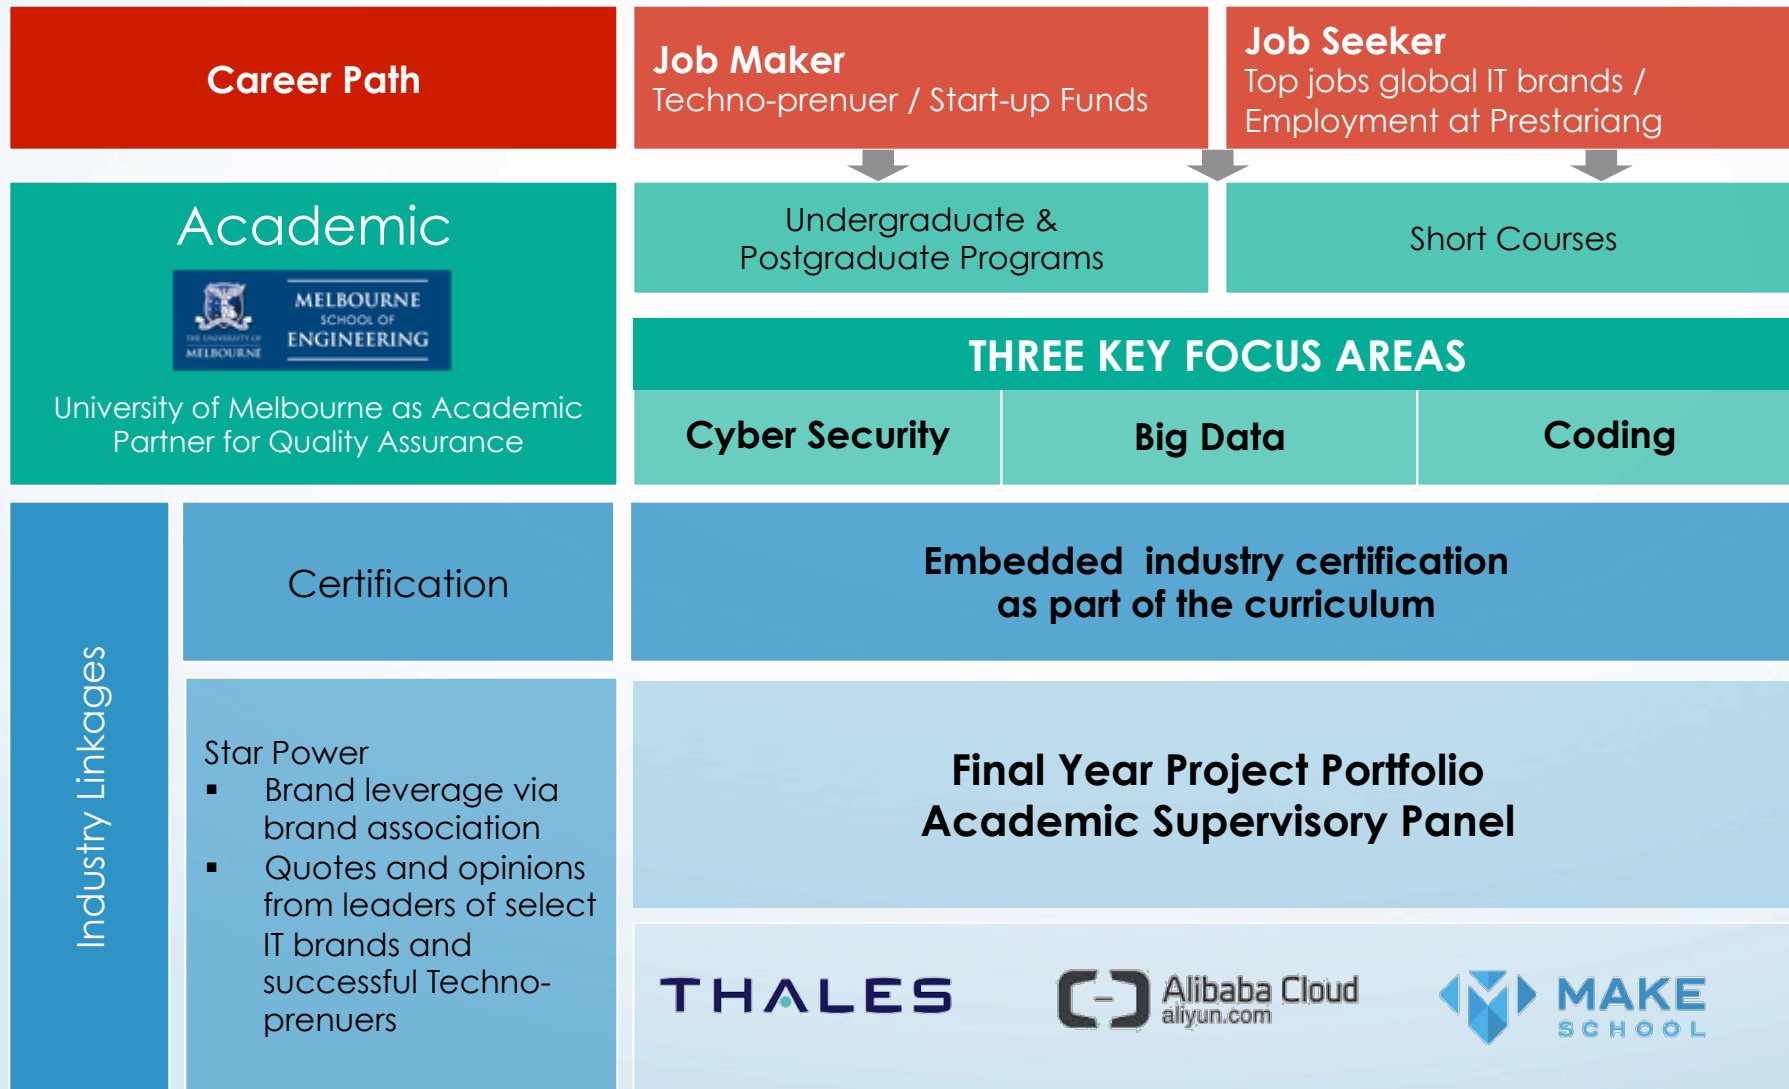 Career Path
Job Maker
Techno-prenuer / Start-up Funds
Job Seeker
Top jobs global IT brands /
Employment at Prestariang
Academic
THE UNIVERSITY OF
MELBOURNE
MELBOURNE
SCHOOL OF
ENGINEERING
University of Melbourne as Academic
Partner for Quality Assurance
Undergraduate &
Postgraduate Programs
Short Courses
THREE KEY FOCUS AREAS
Cyber Security
Big Data
Coding
Industry Linkages
Certification
Embedded industry certification
as part of the curriculum
Star Power
▪ Brand leverage via
brand association
▪ Quotes and opinions
from leaders of select
IT brands and
successful Techno-
prenuers
Final Year Project Portfolio
Academic Supervisory Panel
THALES
Alibaba Cloud
aliyun.com
MAKE
SCHOOL